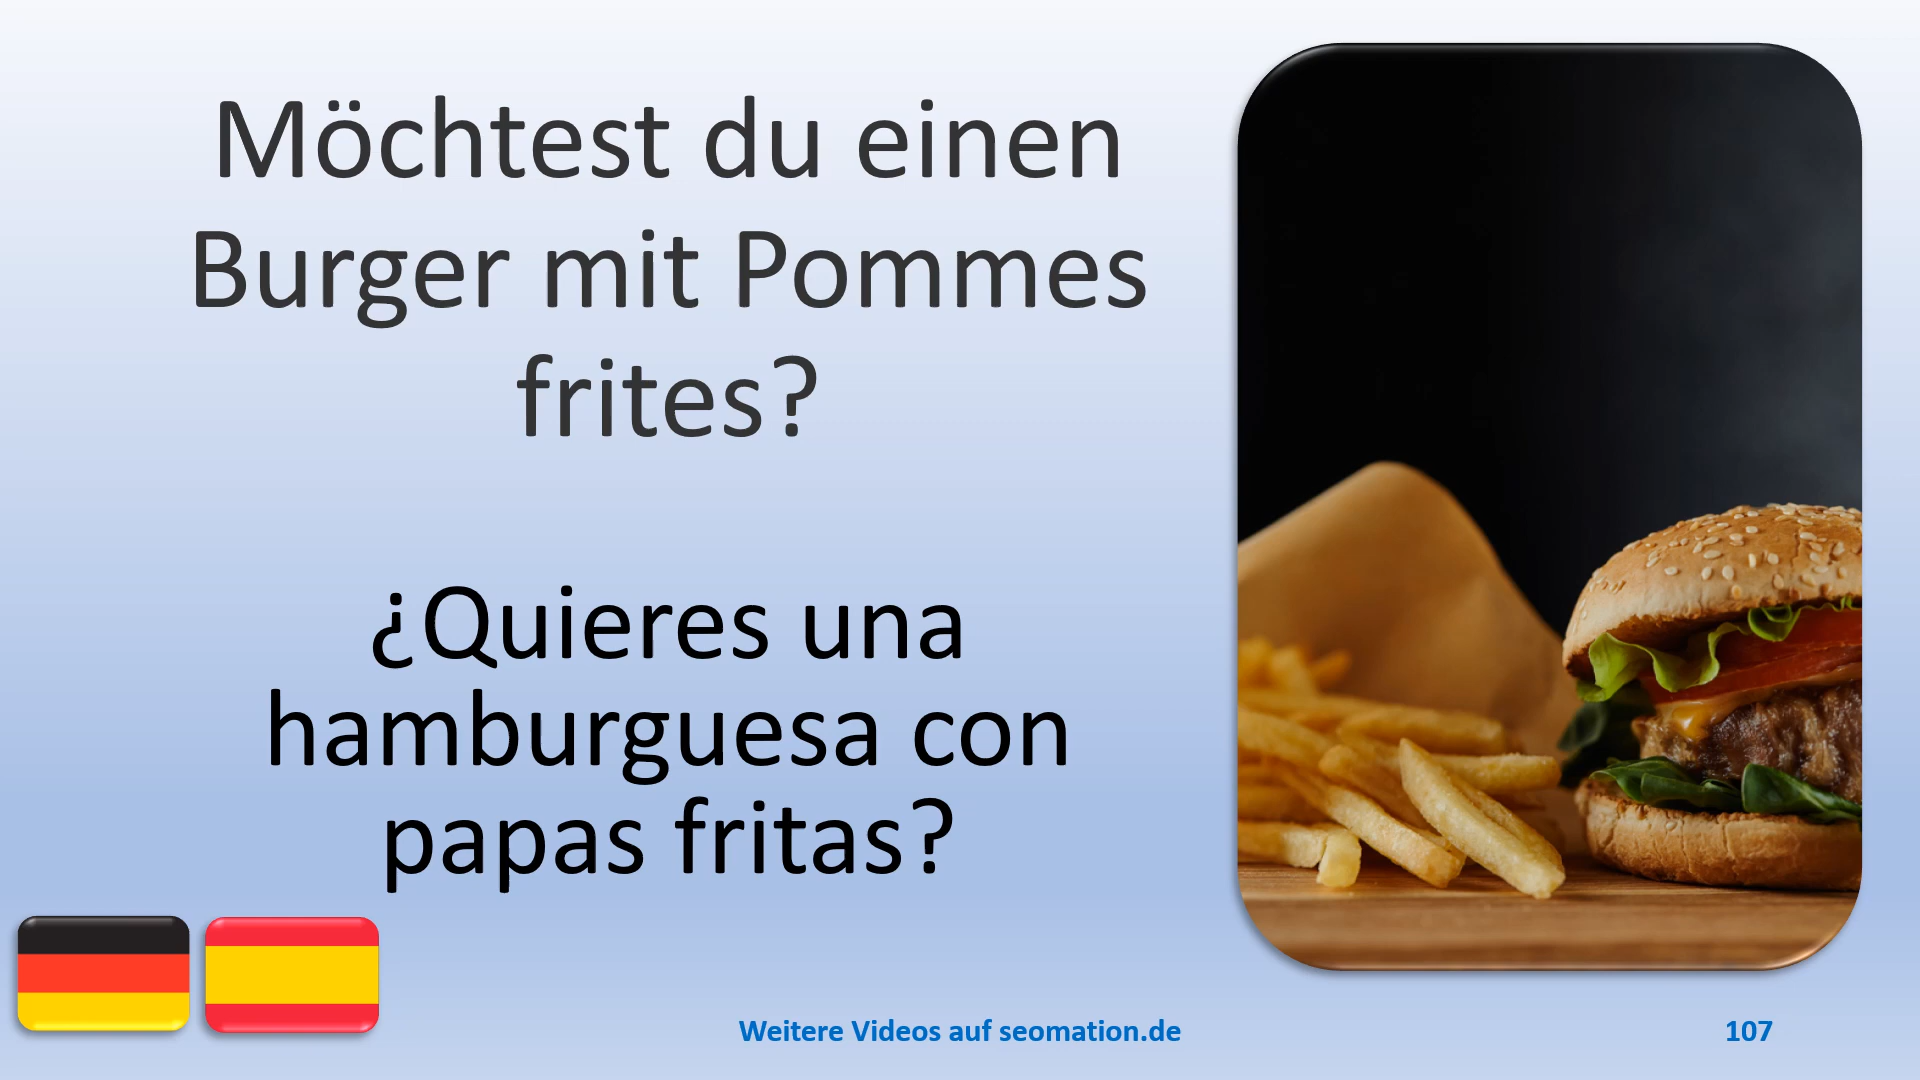 Möchtest du einen
Burger mit Pommes
frites?
¿Quieres una
hamburguesa con
papas fritas?
Weitere Videos auf seomation.de
107